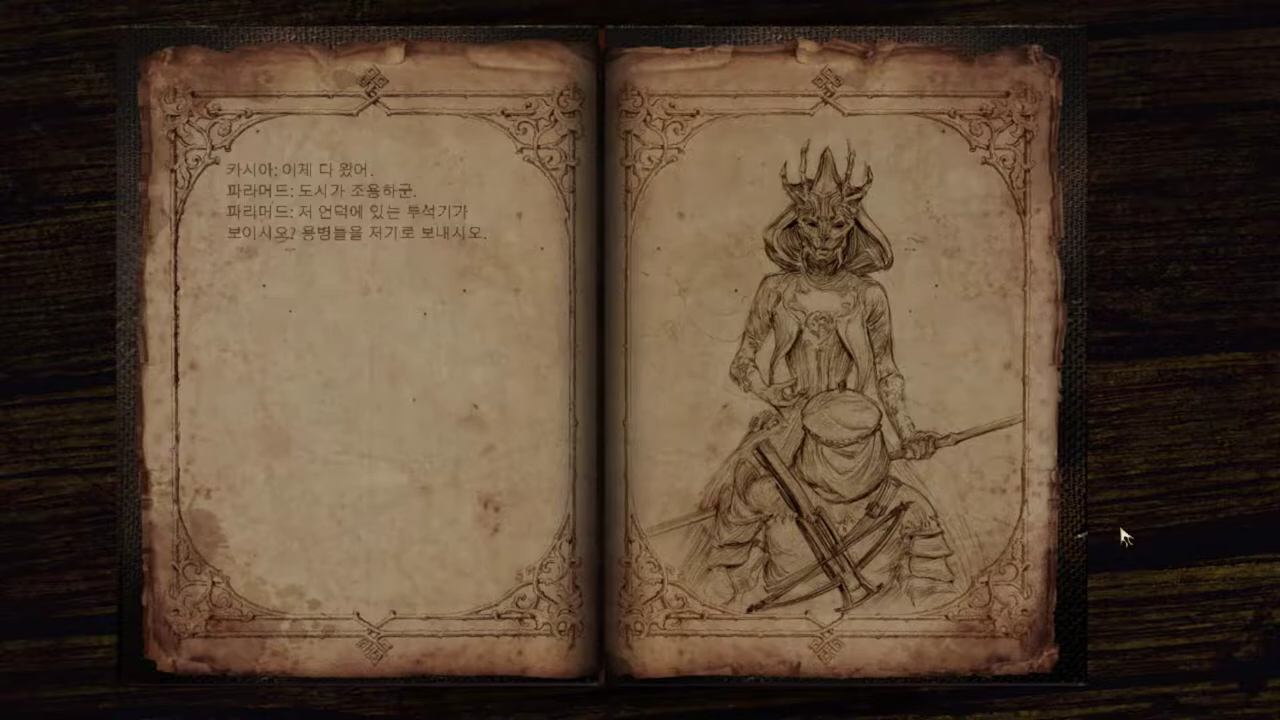 카시아: 이제 다 왔어.
파라머드: 도시가 조용하군.
파라머드: 저 언덕에 있는 투석기가
보이시오? 용병들을 저기로 보내시오.